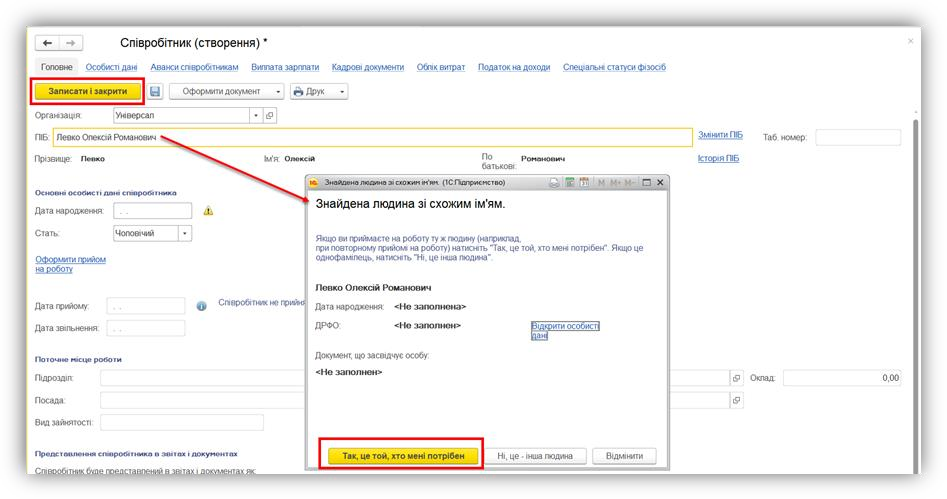 Співробітник (створення) *
Головне Особисті дані Аванси співробітникам Виплата зарплати Кадрові документи Облік витрат Податок на доходи Спеціальні статуси фізосіб
Записати і закрити Оформити документ Друк
Організація: Універсал
ПІБ: Левко Олексій Романович Змінити ПІБ Таб. номер:
Прізвище: Левко Ім'я: Олексій По батькові: Романович Історія ПІБ
Основні особисті дані співробітника
Дата народження: . .
Стать: Чоловічий
Оформити прийом
на роботу
Дата прийому: . . Співробітник не прийня
Дата звільнення: . .
Поточне місце роботи
Підрозділ: Оклад: 0,00
Посада:
Вид зайнятості:
Представлення співробітника в звітах і документах
Співробітник буде представлений в звітах і документах як:
Знайдена людина зі схожим ім'ям. (1С:Підприємство) M M+ M-
Знайдена людина зі схожим ім'ям.
Якщо ви приймаєте на роботу ту ж людину (наприклад,
при повторному прийомі на роботу) натисніть "Так, це той, хто мені потрібен". Якщо це
однофамілець, натисніть "Ні, це інша людина".
Левко Олексій Романович
Дата народження: <Не заповнена>
ДРФО: <Не заповнен> Відкрити особисті
дані
Документ, що засвідчує особу:
<Не заповнен>
Так, це той, хто мені потрібен Ні, це - інша людина Відмінити